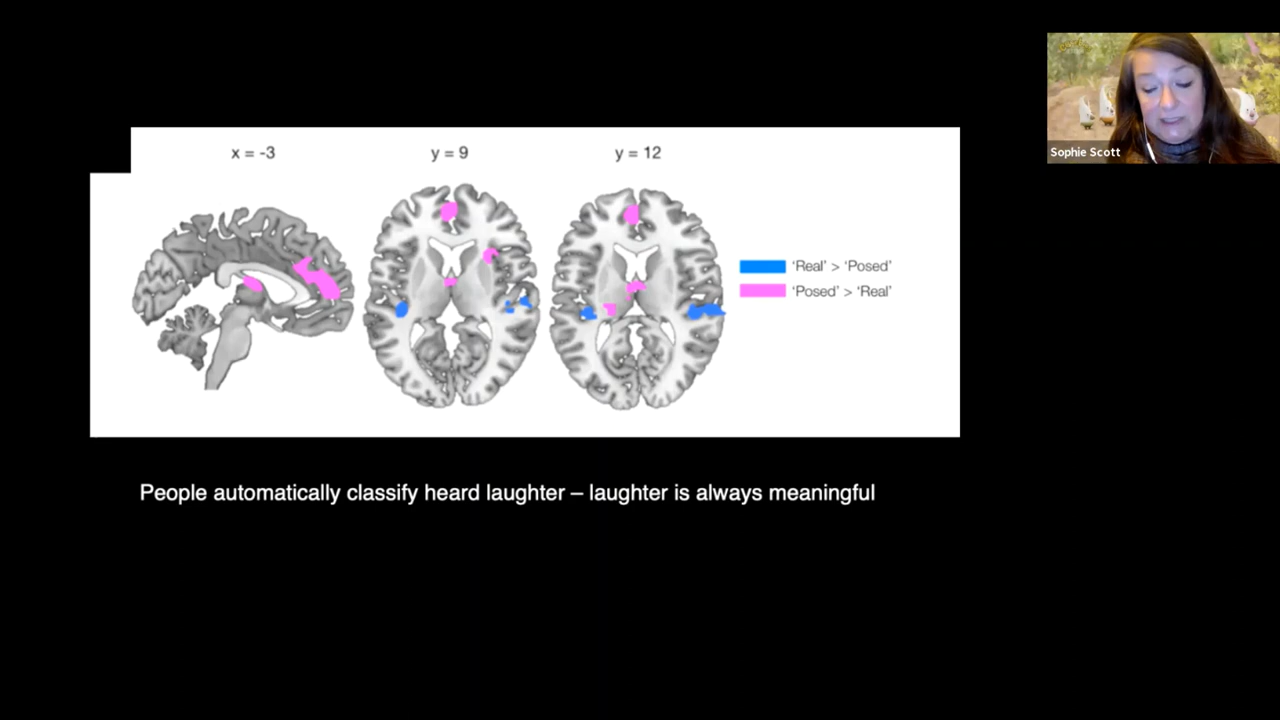 Sophie Scott
x = -3
y = 9
y = 12
‘Real’ > ‘Posed’
‘Posed’ > ‘Real’
People automatically classify heard laughter – laughter is always meaningful